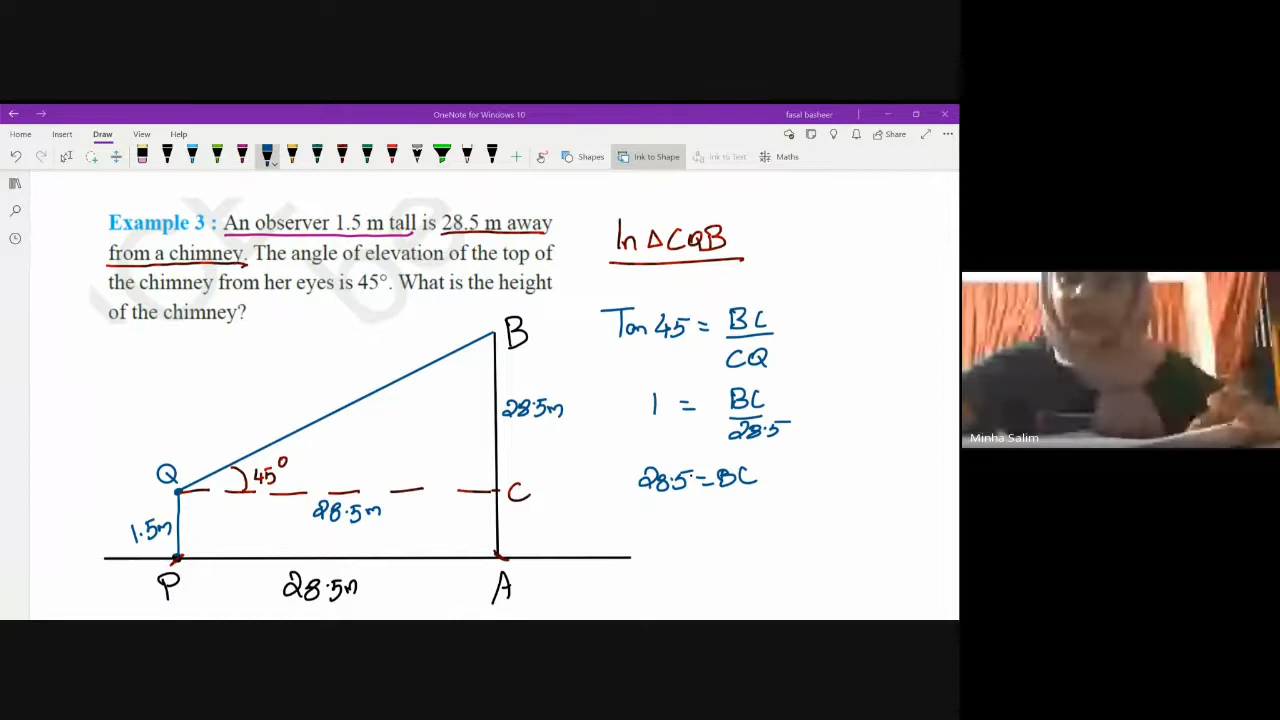 OneNote for Windows 10
fasal basheer
Home Insert Draw View Help
Share
Shapes
Ink to Shape
Ink to Text
Maths
Example 3 : An observer 1.5 m tall is 28.5 m away
from a chimney. The angle of elevation of the top of
the chimney from her eyes is 45°. What is the height
of the chimney?
In Δ CQB
Tan 45 = BC
CQ
1 = BC
28.5
28.5 = BC
B
28.5m
Q
45°
C
28.5m
1.5m
P
28.5m
A
Minha Salim